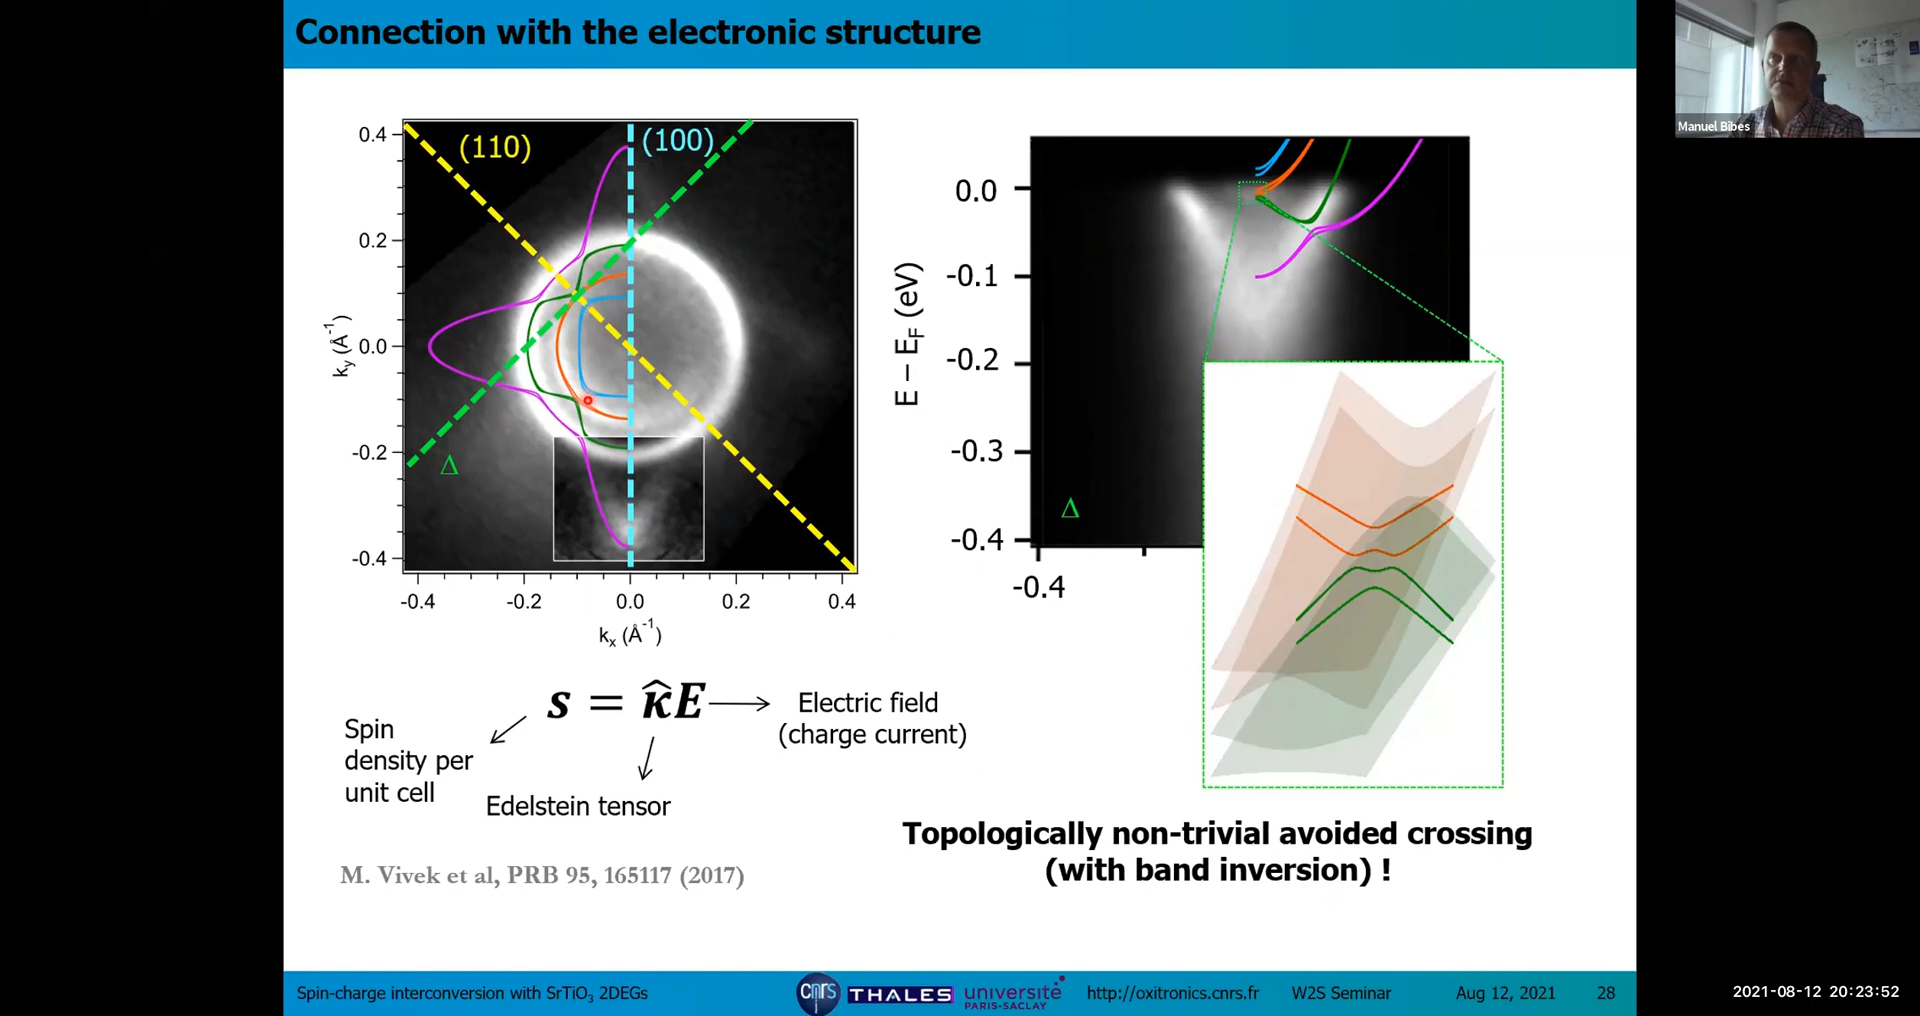 Connection with the electronic structure
Manuel Bibes
(110)
(100)
0.4
0.2
0.0
-0.2
-0.4
ky (Å-1)
Δ
-0.4
-0.2
0.0
0.2
0.4
kx (Å-1)
0.0
-0.1
-0.2
-0.3
-0.4
E – EF (eV)
Δ
-0.4
s = κ̂E
Electric field
(charge current)
Spin
density per
unit cell
Edelstein tensor
M. Vivek et al, PRB 95, 165117 (2017)
Topologically non-trivial avoided crossing
(with band inversion) !
Spin-charge interconversion with SrTiO3 2DEGs
cnrs
THALES
université
PARIS-SACLAY
http://oxitronics.cnrs.fr
W2S Seminar
Aug 12, 2021
28
2021-08-12 20:23:52